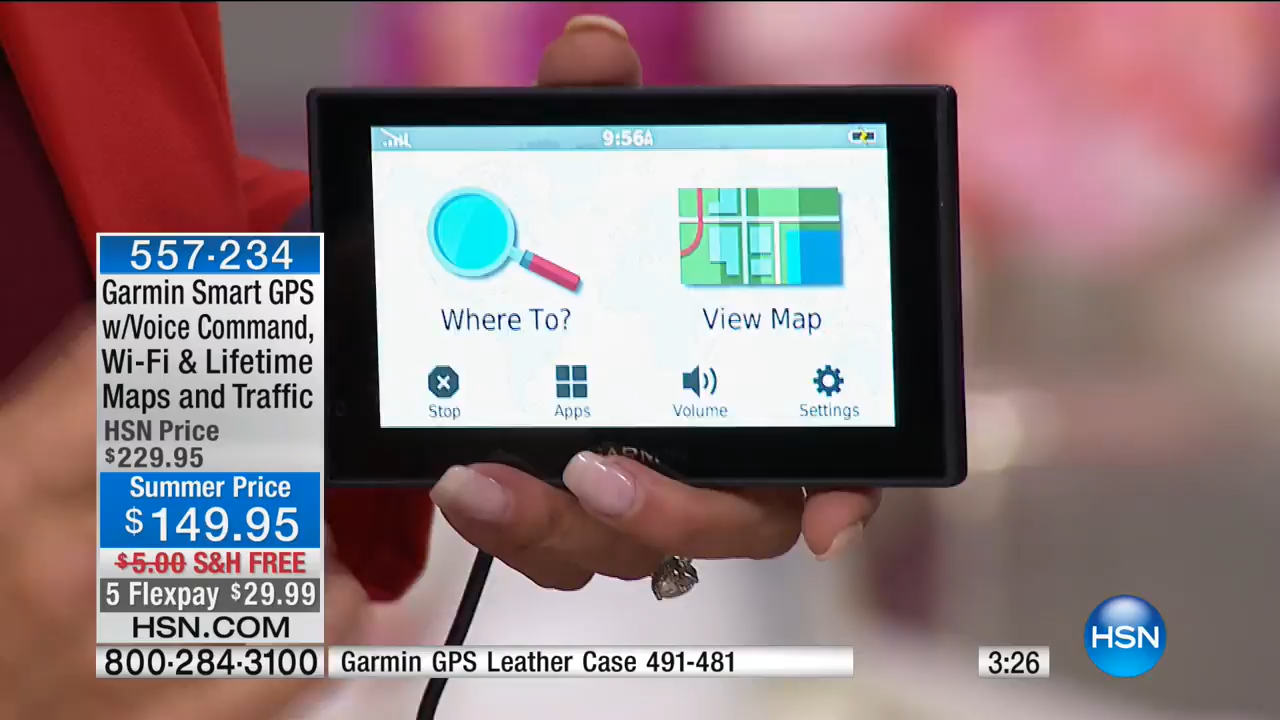 9:56A
Where To?
View Map
Stop
Apps
Volume
Settings
557·234
Garmin Smart GPS
w/Voice Command,
Wi-Fi & Lifetime
Maps and Traffic
HSN Price
$229.95
Summer Price
$149.95
$5.00 S&H FREE
5 Flexpay $29.99
HSN.COM
800·284·3100
Garmin GPS Leather Case 491-481
3:26
HSN